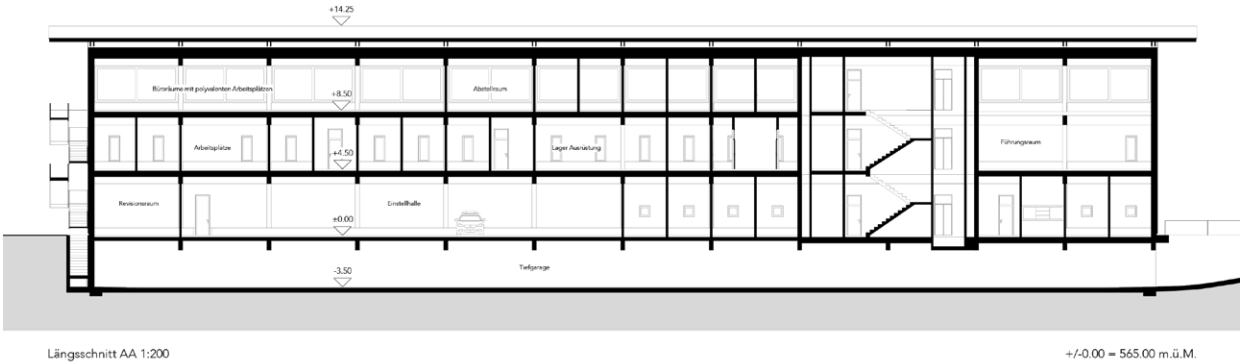 +14.25
Büroräume mit polyvalenten Arbeitsplätzen
Abstellraum
+8.50
Arbeitsplätze
Lager Ausrüstung
Führungsraum
+4.50
Revisionsraum
Einstellhalle
±0.00
Tiefgarage
-3.50
Längsschnitt AA 1:200
+/-0.00 = 565.00 m.ü.M.